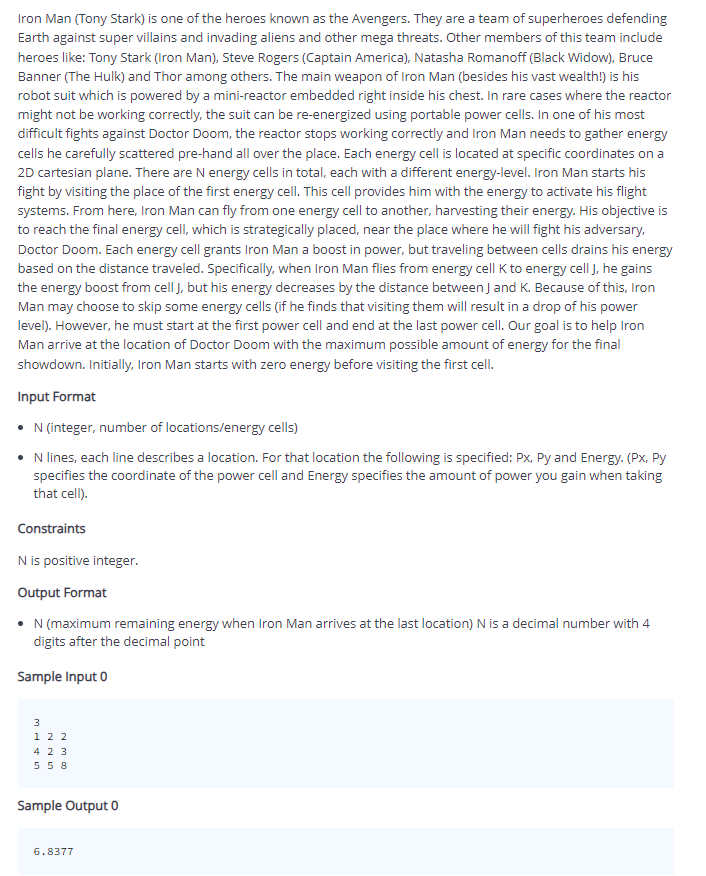 Iron Man (Tony Stark) is one of the heroes known as the Avengers. They are a team of superheroes defending
Earth against super villains and invading aliens and other mega threats. Other members of this team include
heroes like: Tony Stark (Iron Man), Steve Rogers (Captain America), Natasha Romanoff (Black Widow), Bruce
Banner (The Hulk) and Thor among others. The main weapon of Iron Man (besides his vast wealth!) is his
robot suit which is powered by a mini-reactor embedded right inside his chest. In rare cases where the reactor
might not be working correctly, the suit can be re-energized using portable power cells. In one of his most
difficult fights against Doctor Doom, the reactor stops working correctly and Iron Man needs to gather energy
cells he carefully scattered pre-hand all over the place. Each energy cell is located at specific coordinates on a
2D cartesian plane. There are N energy cells in total, each with a different energy-level. Iron Man starts his
fight by visiting the place of the first energy cell. This cell provides him with the energy to activate his flight
systems. From here, Iron Man can fly from one energy cell to another, harvesting their energy. His objective is
to reach the final energy cell, which is strategically placed, near the place where he will fight his adversary,
Doctor Doom. Each energy cell grants Iron Man a boost in power, but traveling between cells drains his energy
based on the distance traveled. Specifically, when Iron Man flies from energy cell K to energy cell J, he gains
the energy boost from cell J, but his energy decreases by the distance between J and K. Because of this, Iron
Man may choose to skip some energy cells (if he finds that visiting them will result in a drop of his power
level). However, he must start at the first power cell and end at the last power cell. Our goal is to help Iron
Man arrive at the location of Doctor Doom with the maximum possible amount of energy for the final
showdown. Initially, Iron Man starts with zero energy before visiting the first cell.
Input Format
• N (integer, number of locations/energy cells)
• N lines, each line describes a location. For that location the following is specified: Px, Py and Energy. (Px, Py
specifies the coordinate of the power cell and Energy specifies the amount of power you gain when taking
that cell).
Constraints
N is positive integer.
Output Format
• N (maximum remaining energy when Iron Man arrives at the last location) N is a decimal number with 4
digits after the decimal point
Sample Input 0
3
1 2 2
4 2 3
5 5 8
Sample Output 0
6.8377